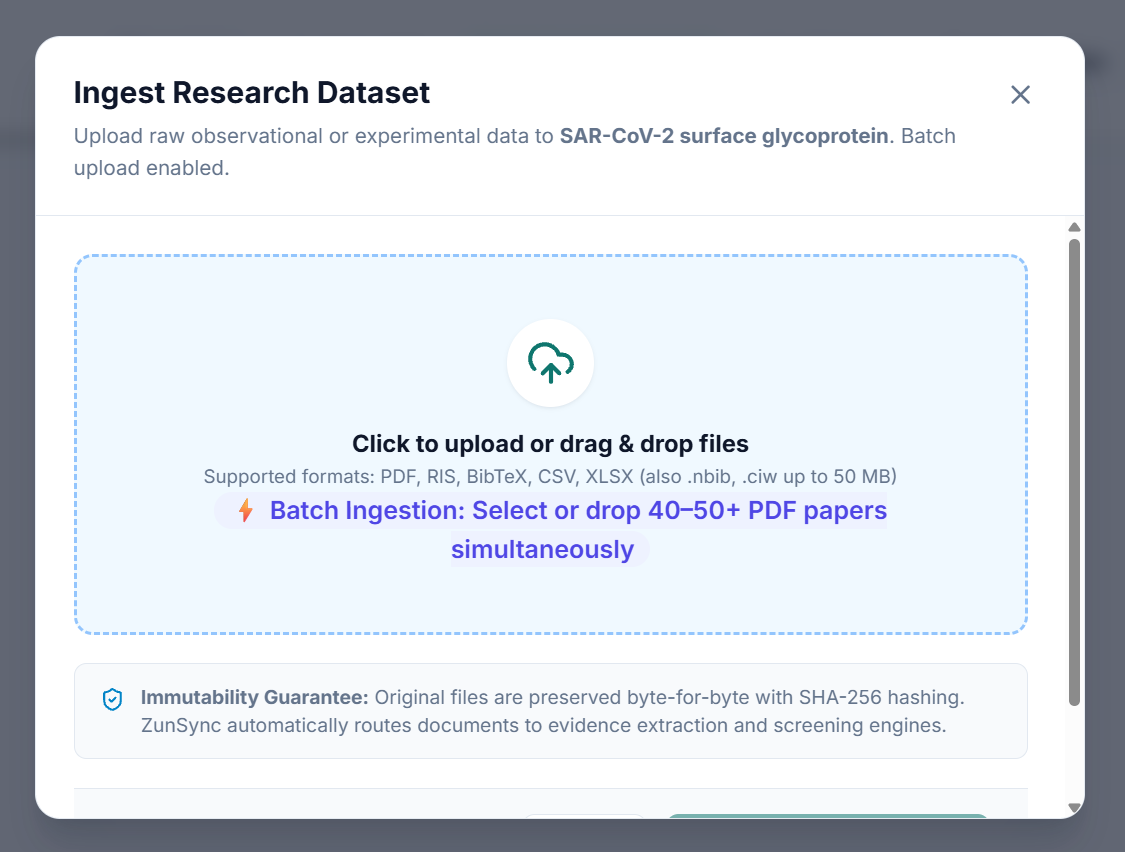 Ingest Research Dataset
Upload raw observational or experimental data to SAR-CoV-2 surface glycoprotein. Batch
upload enabled.
Click to upload or drag & drop files
Supported formats: PDF, RIS, BibTeX, CSV, XLSX (also .nbib, .ciw up to 50 MB)
⚡ Batch Ingestion: Select or drop 40–50+ PDF papers
simultaneously
Immutability Guarantee: Original files are preserved byte-for-byte with SHA-256 hashing.
ZunSync automatically routes documents to evidence extraction and screening engines.